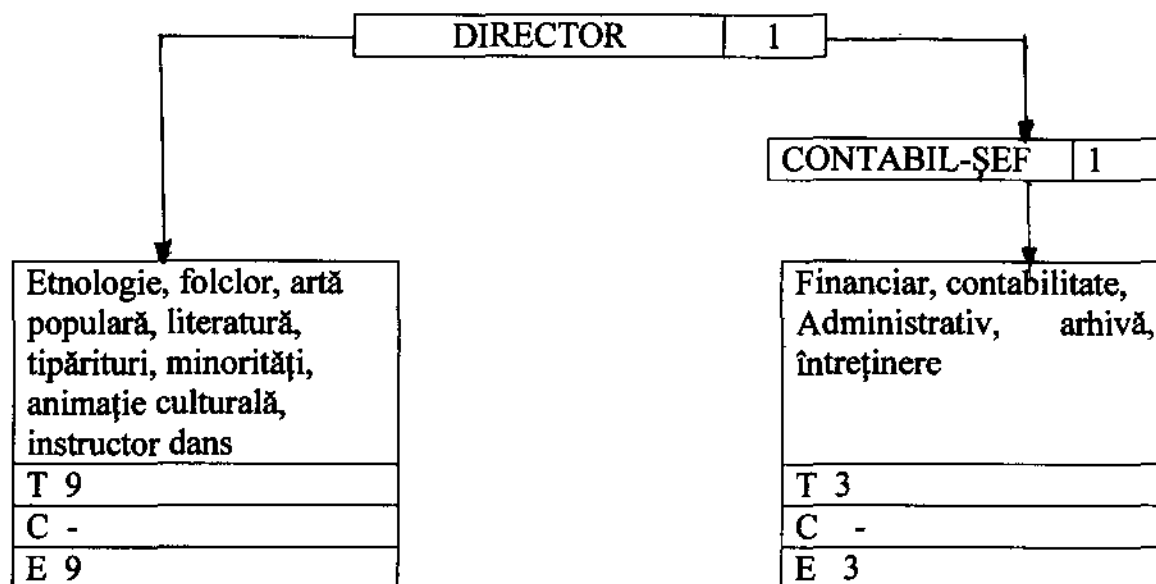 DIRECTOR 1
CONTABIL-ŞEF 1
Etnologie, folclor, artă
populară, literatură,
tipărituri, minorităţi,
animaţie culturală,
instructor dans
T 9
C -
E 9
Financiar, contabilitate,
Administrativ, arhivă,
întreţinere
T 3
C -
E 3